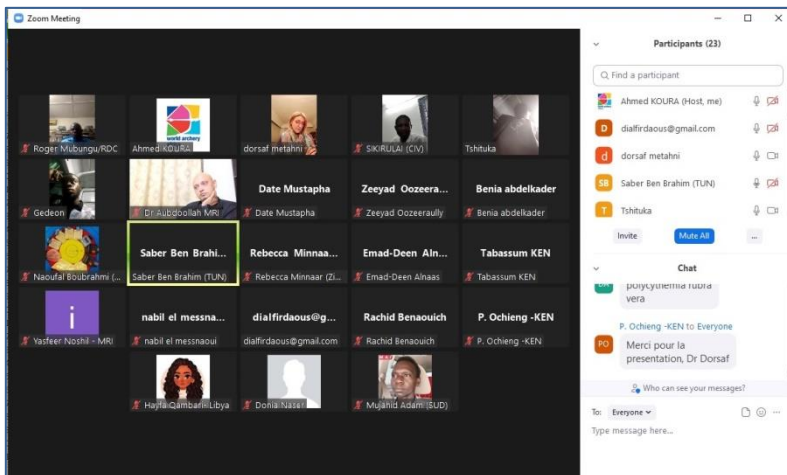 Zoom Meeting
Participants (23)
Find a participant
Ahmed KOURA (Host, me)
D
dialfirdaous@gmail.com
d
dorsaf metahni
SB
Saber Ben Brahim (TUN)
T
Tshituka
Invite
Mute All
...
Chat
polycythemia rubra
vera
P. Ochieng -KEN to Everyone
PO
Merci pour la
presentation, Dr Dorsaf
Who can see your messages?
To: Everyone
Type message here...
world archery
Roger Mubungu/RDC
Ahmed KOURA
dorsaf metahni
SIKIRULAI (CIV)
Tshituka
Date Mustapha
Zeeyad Oozeera...
Benia abdelkader
Gedeon
Dr Aubdoollah MRI
Date Mustapha
Zeeyad Oozeeraully
Benia abdelkader
Saber Ben Brahi...
Rebecca Minnaa...
Emad-Deen Aln...
Tabassum KEN
Naoufal Boubrahmi (...
Saber Ben Brahim (TUN)
Rebecca Minnaar (Zi...
Emad-Deen Alnaas
Tabassum KEN
i
nabil el messna...
dialfirdaous@g...
Rachid Benaouich
P. Ochieng -KEN
Yasfeer Noshil - MRI
nabil el messnaoui
dialfirdaous@gmail.com
Rachid Benaouich
P. Ochieng -KEN
Hayfa Qambari Libya
Donia Naser
Mujahid Adam (SUD)